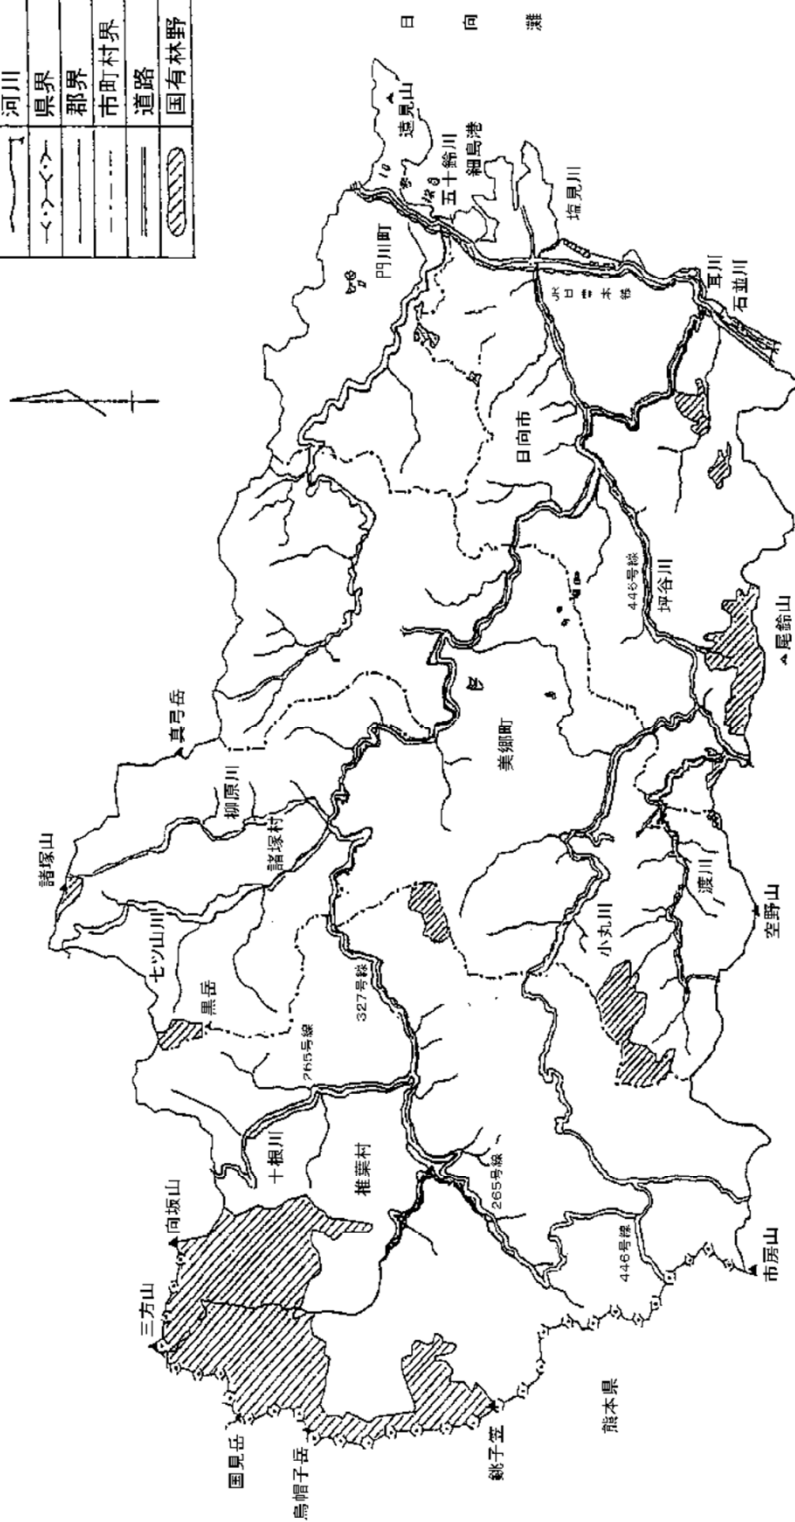 河川
県界
郡界
市町村界
道路
国有林野
日向灘
遠見山
五十鈴川
細島港
塩見川
門川町
耳川
石並川
日向市
446号線
坪谷川
尾鈴山
真弓岳
美郷町
諸塚山
柳原川
諸塚村
七ツ山川
黒岳
327号線
小丸川
渡川
空野山
265号線
十根川
椎葉村
向坂山
三方山
265号線
446号線
市房山
国見岳
烏帽子岳
銚子笠
熊本県